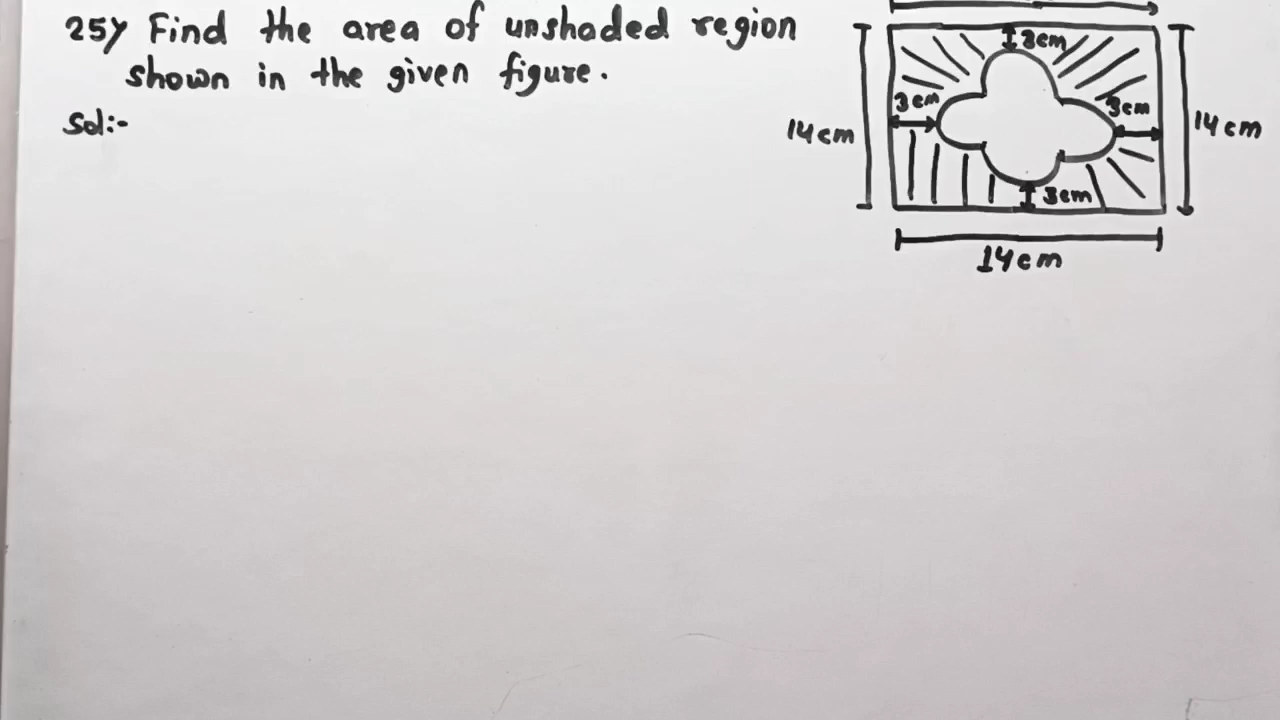 25y Find the area of unshaded region
shown in the given figure.
Sol:-
3cm
3cm
3cm
14cm
14cm
3cm
14cm